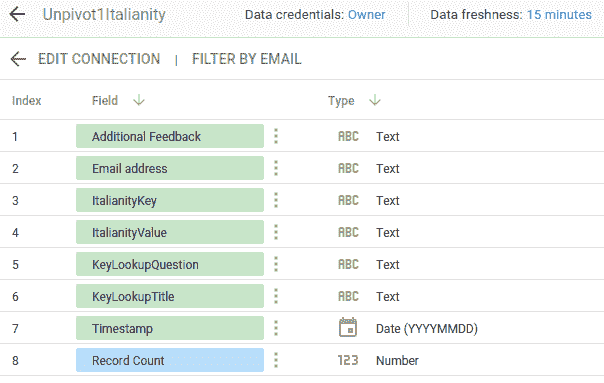 Unpivot1Italianity Data credentials: Owner Data freshness: 15 minutes
EDIT CONNECTION | FILTER BY EMAIL
Index Field Type
1 Additional Feedback ABC Text
2 Email address ABC Text
3 ItalianityKey ABC Text
4 ItalianityValue ABC Text
5 KeyLookupQuestion ABC Text
6 KeyLookupTitle ABC Text
7 Timestamp Date (YYYYMMDD)
8 Record Count 123 Number